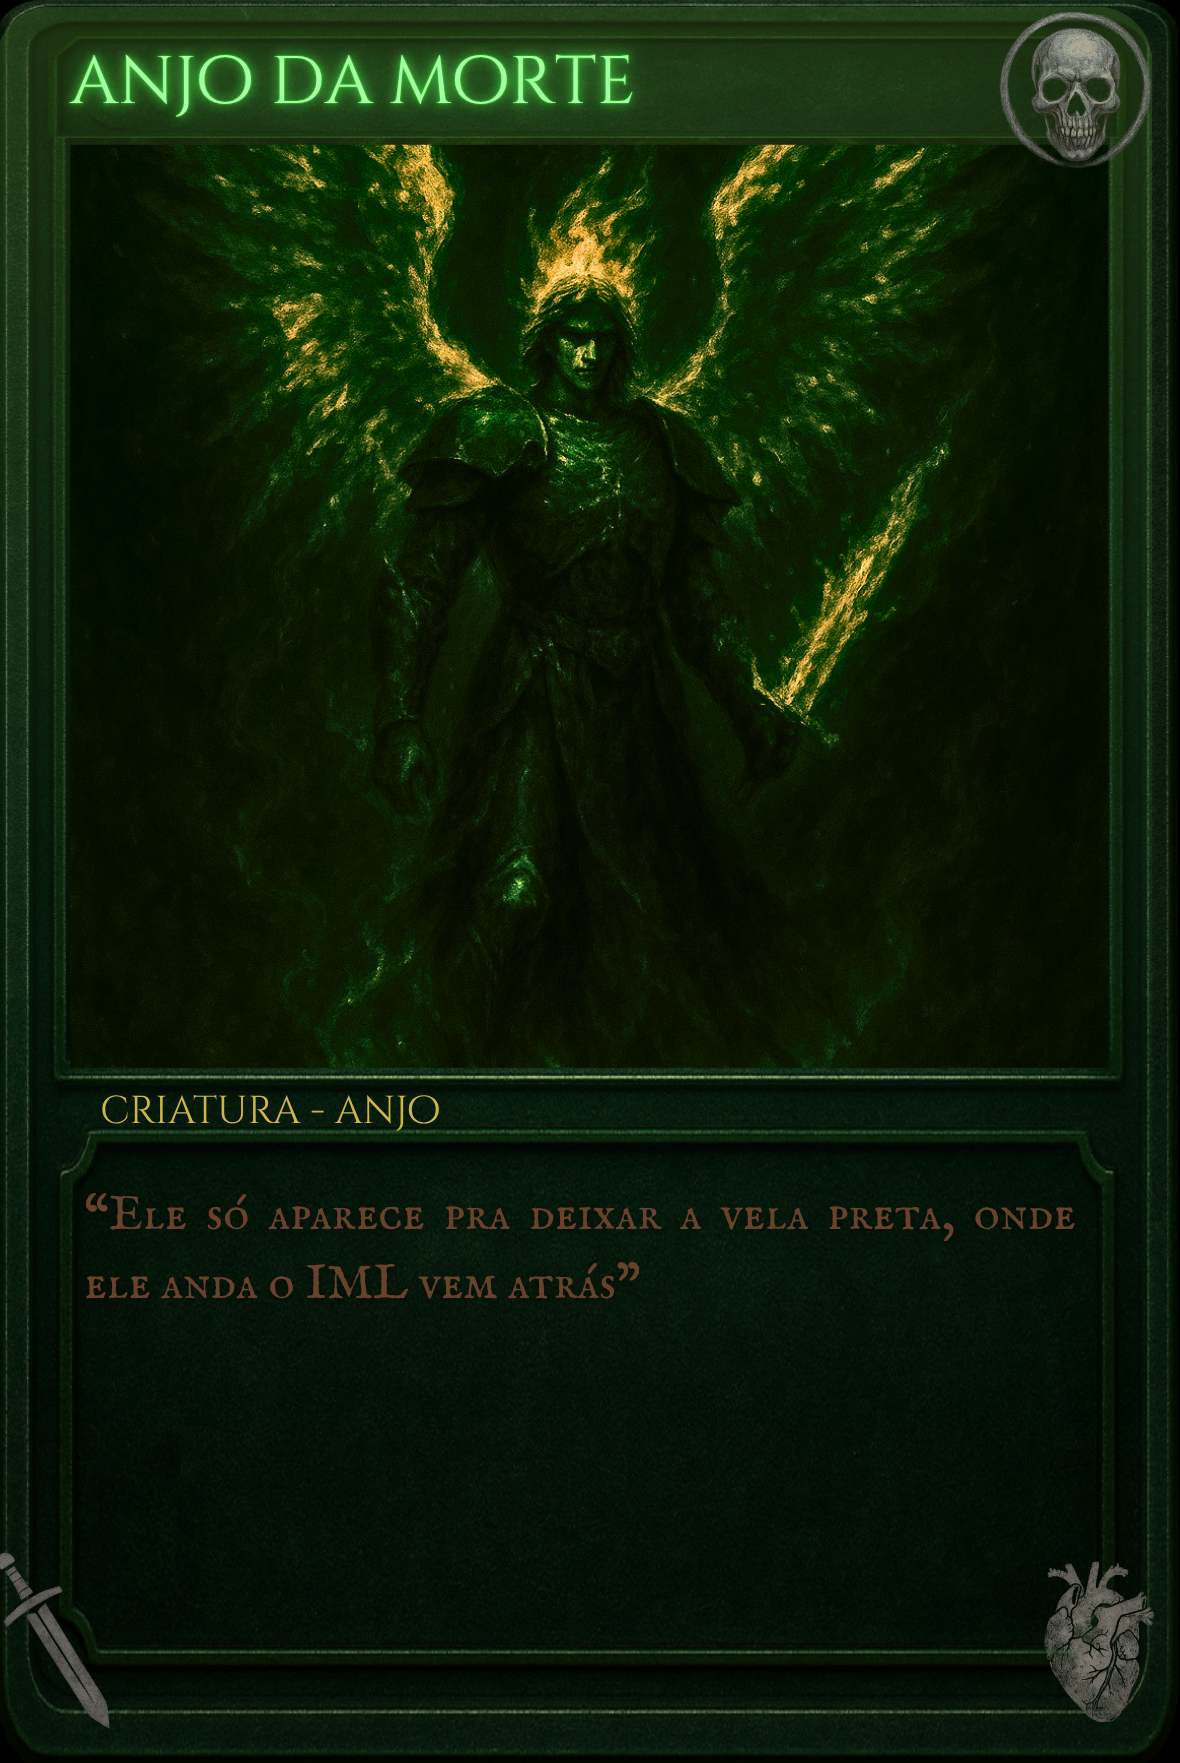 ANJO DA MORTE
CRIATURA - ANJO
“Ele só aparece pra deixar a vela preta, onde
ele anda o IML vem atrás”